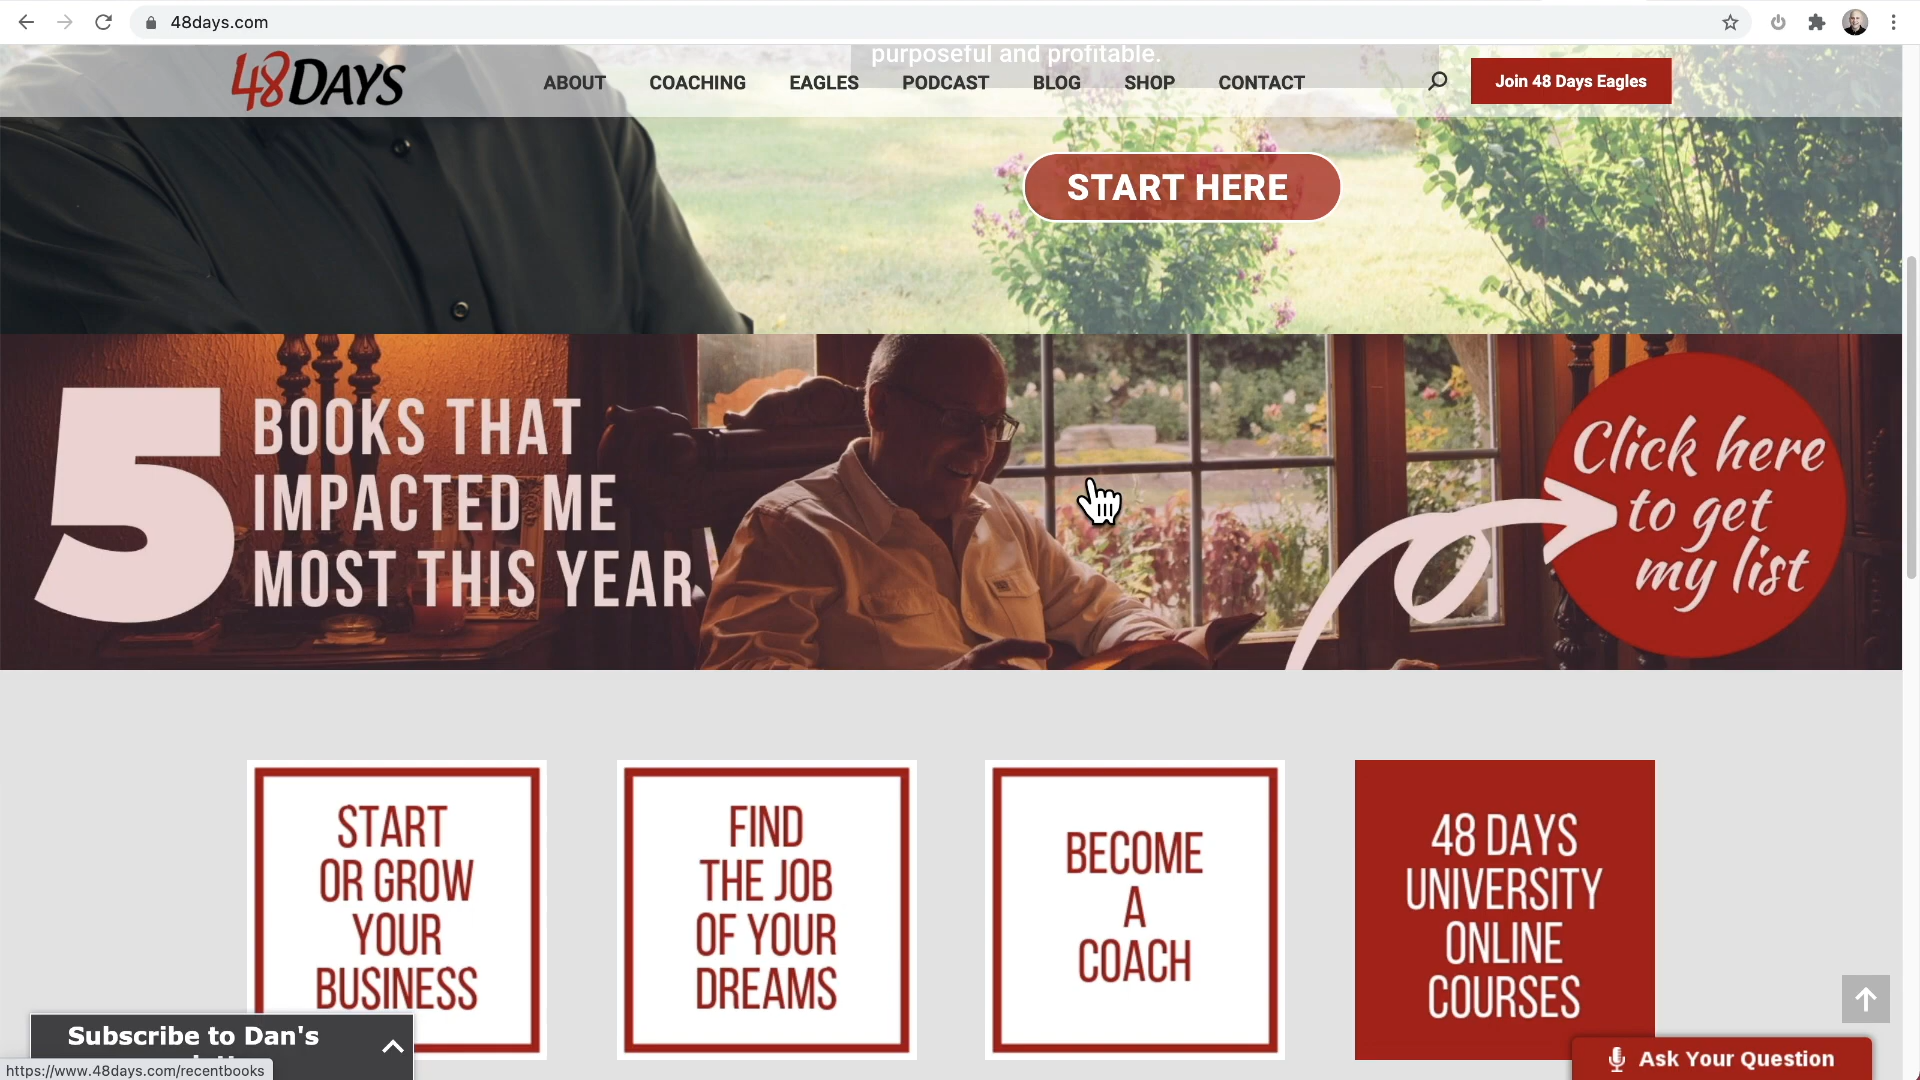 48days.com
purposeful and profitable.
48DAYS
ABOUT COACHING EAGLES PODCAST BLOG SHOP CONTACT
Join 48 Days Eagles
START HERE
5 BOOKS THAT
IMPACTED ME
MOST THIS YEAR
Click here
to get
my list
START
OR GROW
YOUR
BUSINESS
FIND
THE JOB
OF YOUR
DREAMS
BECOME
A
COACH
48 DAYS
UNIVERSITY
ONLINE
COURSES
Subscribe to Dan's
https://www.48days.com/recentbooks
Ask Your Question